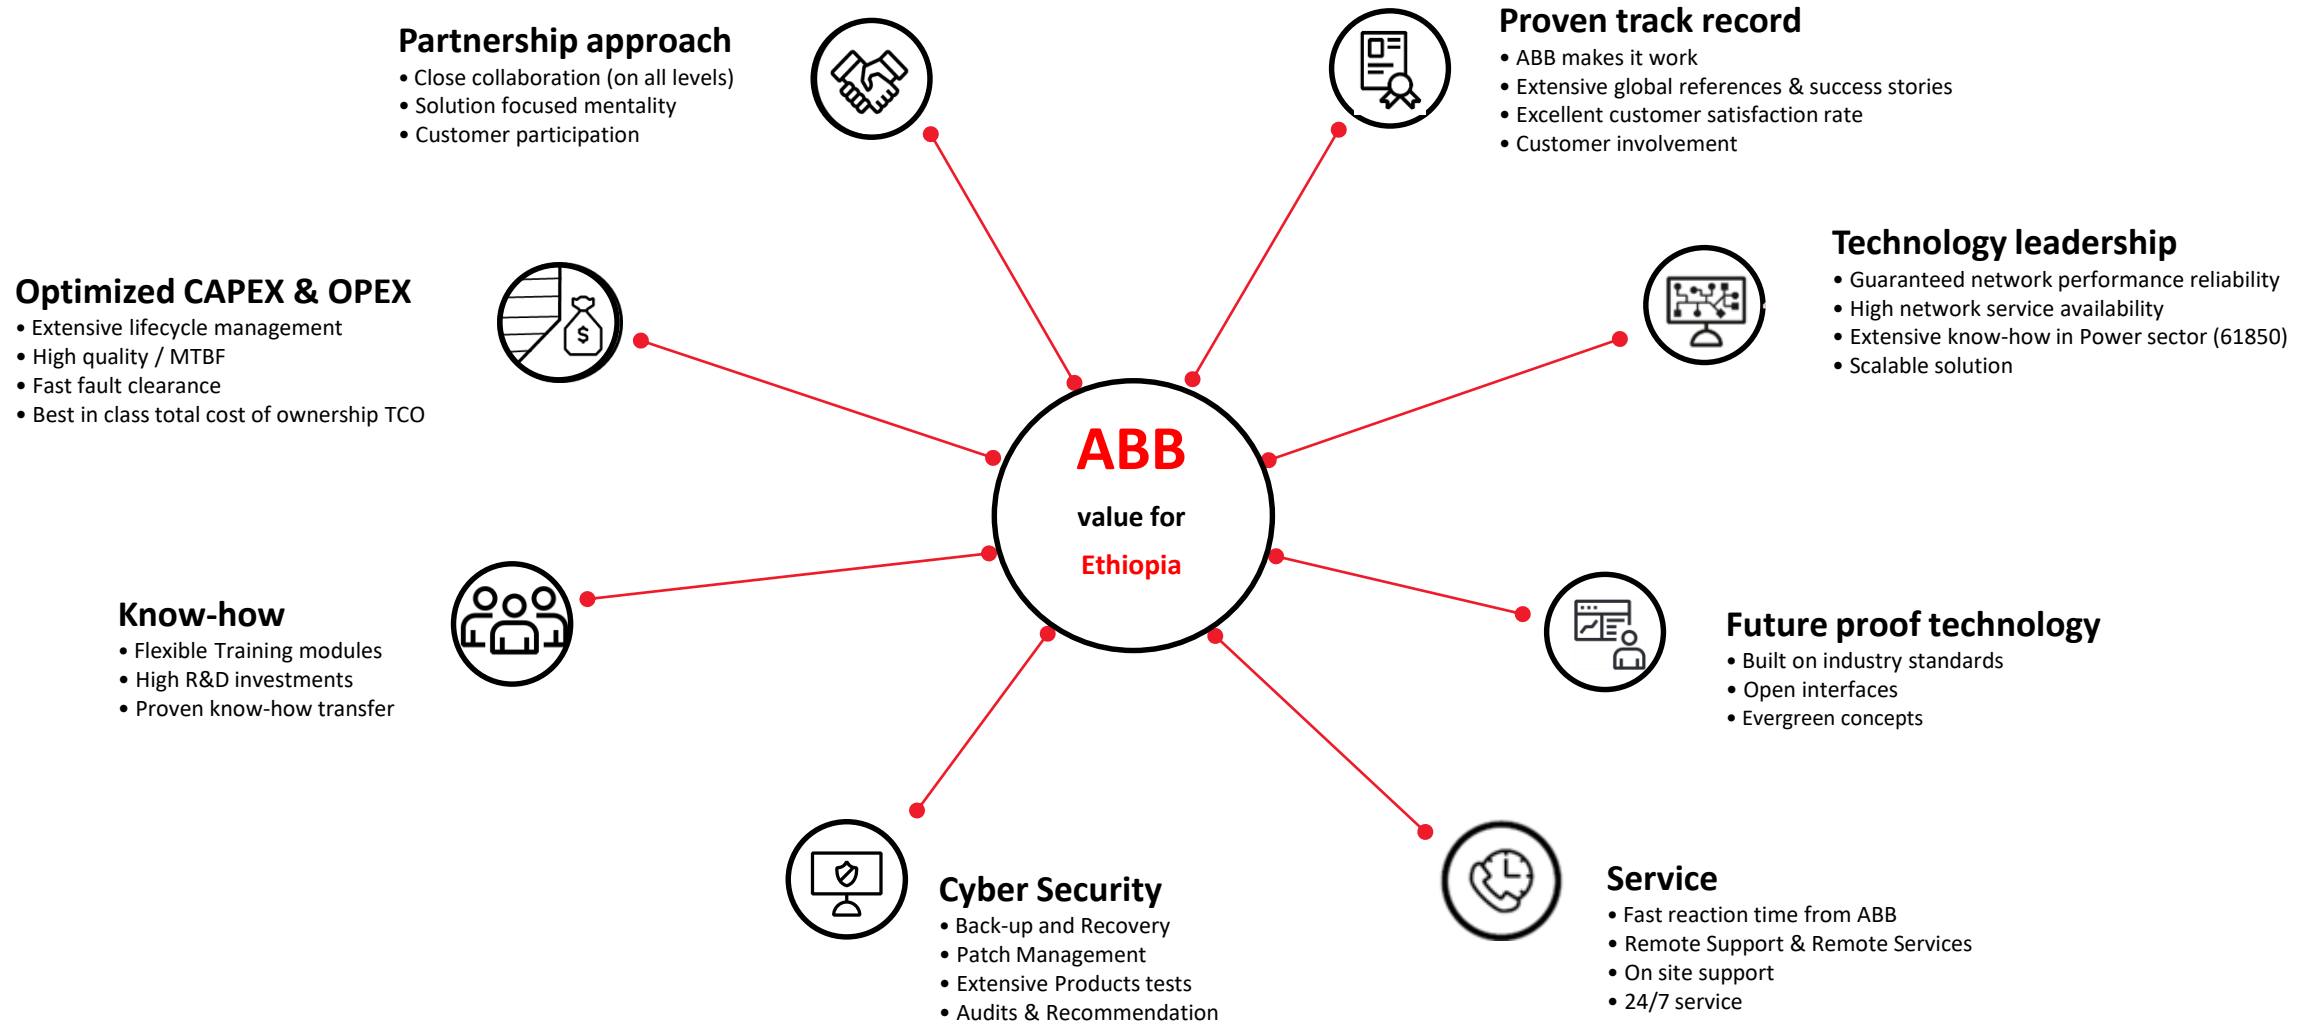 Partnership approach
• Close collaboration (on all levels)
• Solution focused mentality
• Customer participation
Proven track record
• ABB makes it work
• Extensive global references & success stories
• Excellent customer satisfaction rate
• Customer involvement
Optimized CAPEX & OPEX
• Extensive lifecycle management
• High quality / MTBF
• Fast fault clearance
• Best in class total cost of ownership TCO
$
Technology leadership
• Guaranteed network performance reliability
• High network service availability
• Extensive know-how in Power sector (61850)
• Scalable solution
ABB
value for
Ethiopia
Know-how
• Flexible Training modules
• High R&D investments
• Proven know-how transfer
Future proof technology
• Built on industry standards
• Open interfaces
• Evergreen concepts
Cyber Security
• Back-up and Recovery
• Patch Management
• Extensive Products tests
• Audits & Recommendation
Service
• Fast reaction time from ABB
• Remote Support & Remote Services
• On site support
• 24/7 service